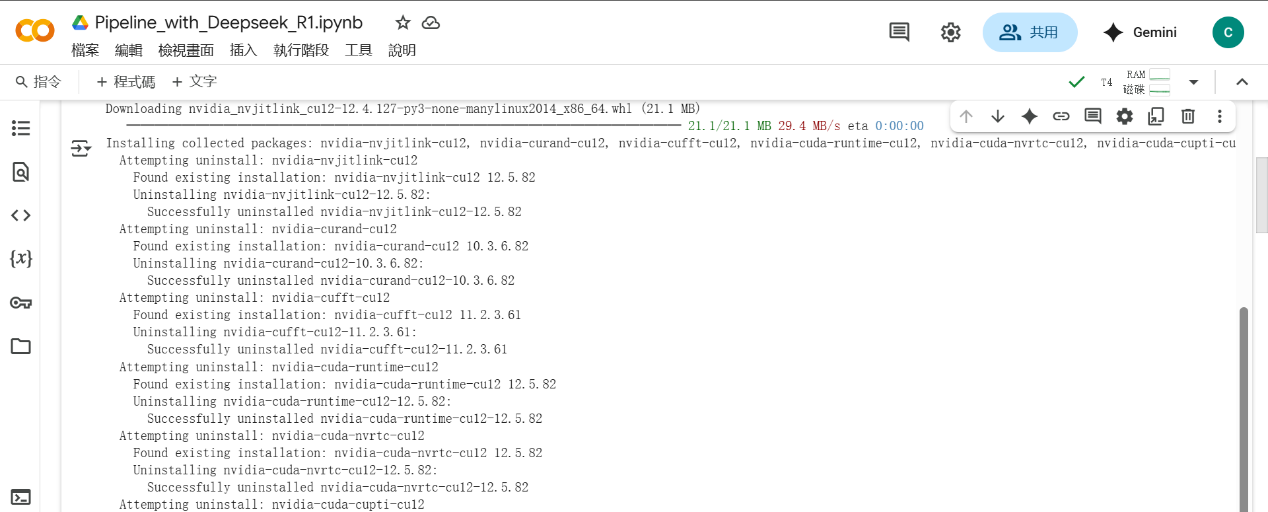 Pipeline_with_Deepseek_R1.ipynb
檔案 編輯 檢視畫面 插入 執行階段 工具 說明
共用
Gemini
C
指令 + 程式碼 + 文字
T4 RAM
磁碟
Downloading nvidia_nvjitlink_cu12-12.4.127-py3-none-manylinux2014_x86_64.whl (21.1 MB)
21.1/21.1 MB 29.4 MB/s eta 0:00:00
Installing collected packages: nvidia-nvjitlink-cu12, nvidia-curand-cu12, nvidia-cufft-cu12, nvidia-cuda-runtime-cu12, nvidia-cuda-nvrtc-cu12, nvidia-cuda-cupti-cu
Attempting uninstall: nvidia-nvjitlink-cu12
Found existing installation: nvidia-nvjitlink-cu12 12.5.82
Uninstalling nvidia-nvjitlink-cu12-12.5.82:
Successfully uninstalled nvidia-nvjitlink-cu12-12.5.82
Attempting uninstall: nvidia-curand-cu12
Found existing installation: nvidia-curand-cu12 10.3.6.82
Uninstalling nvidia-curand-cu12-10.3.6.82:
Successfully uninstalled nvidia-curand-cu12-10.3.6.82
Attempting uninstall: nvidia-cufft-cu12
Found existing installation: nvidia-cufft-cu12 11.2.3.61
Uninstalling nvidia-cufft-cu12-11.2.3.61:
Successfully uninstalled nvidia-cufft-cu12-11.2.3.61
Attempting uninstall: nvidia-cuda-runtime-cu12
Found existing installation: nvidia-cuda-runtime-cu12 12.5.82
Uninstalling nvidia-cuda-runtime-cu12-12.5.82:
Successfully uninstalled nvidia-cuda-runtime-cu12-12.5.82
Attempting uninstall: nvidia-cuda-nvrtc-cu12
Found existing installation: nvidia-cuda-nvrtc-cu12 12.5.82
Uninstalling nvidia-cuda-nvrtc-cu12-12.5.82:
Successfully uninstalled nvidia-cuda-nvrtc-cu12-12.5.82
Attempting uninstall: nvidia-cuda-cupti-cu12